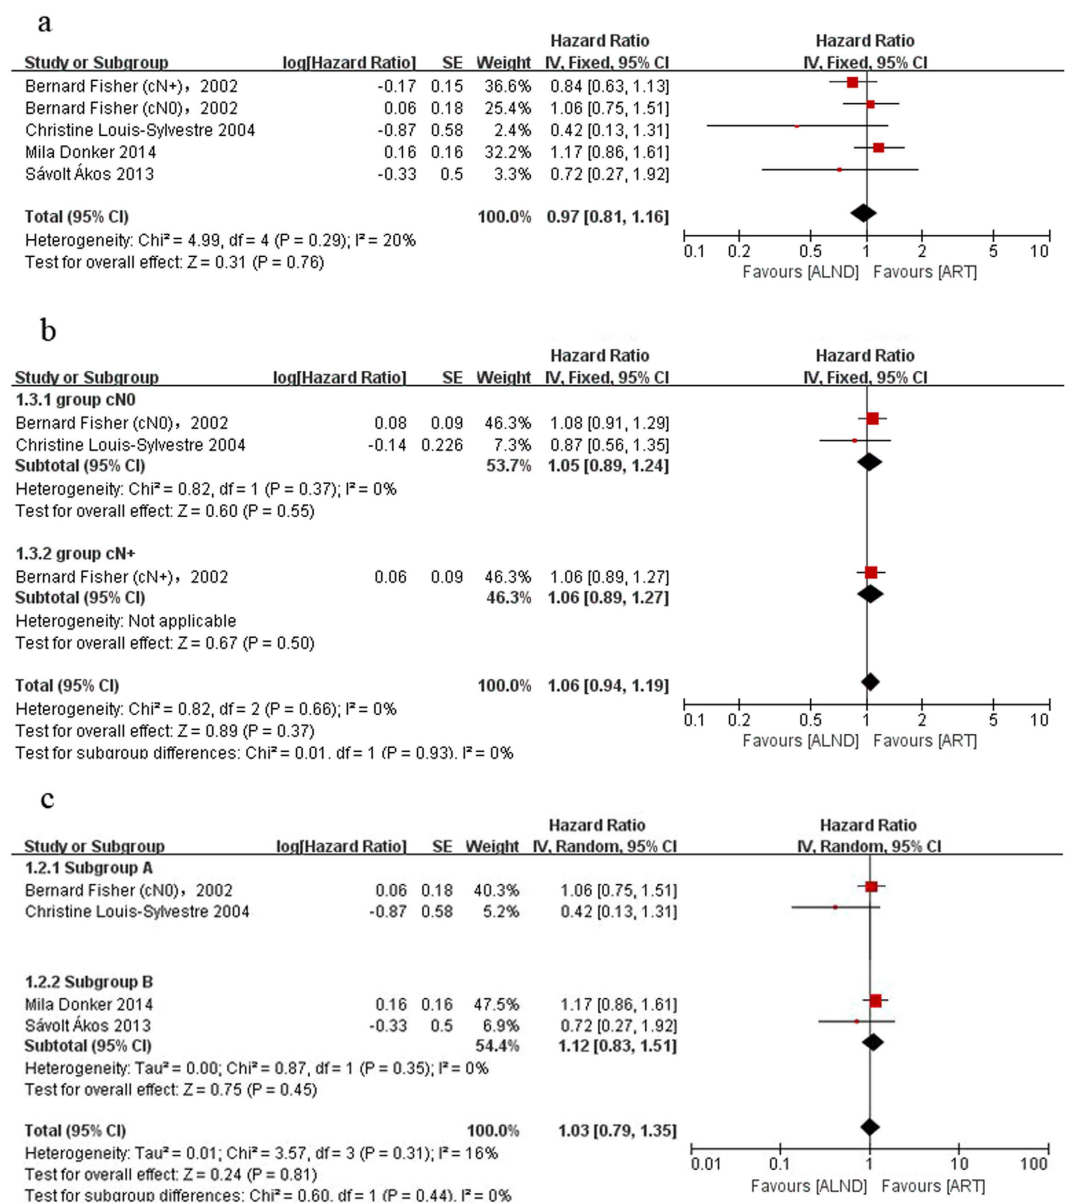 a
Hazard Ratio Hazard Ratio
Study or Subgroup log[Hazard Ratio] SE Weight IV, Fixed, 95% CI IV, Fixed, 95% CI
Bernard Fisher (cN+), 2002 -0.17 0.15 36.6% 0.84 [0.63, 1.13]
Bernard Fisher (cN0), 2002 0.06 0.18 25.4% 1.06 [0.75, 1.51]
Christine Louis-Sylvestre 2004 -0.87 0.58 2.4% 0.42 [0.13, 1.31]
Mila Donker 2014 0.16 0.16 32.2% 1.17 [0.86, 1.61]
Sávolt Ákos 2013 -0.33 0.5 3.3% 0.72 [0.27, 1.92]
Total (95% CI) 100.0% 0.97 [0.81, 1.16]
Heterogeneity: Chi² = 4.99, df = 4 (P = 0.29); I² = 20%
Test for overall effect: Z = 0.31 (P = 0.76)
0.1 0.2 0.5 1 2 5 10
Favours [ALND] Favours [ART]
b
Hazard Ratio Hazard Ratio
Study or Subgroup log[Hazard Ratio] SE Weight IV, Fixed, 95% CI IV, Fixed, 95% CI
1.3.1 group cN0
Bernard Fisher (cN0), 2002 0.08 0.09 46.3% 1.08 [0.91, 1.29]
Christine Louis-Sylvestre 2004 -0.14 0.226 7.3% 0.87 [0.56, 1.35]
Subtotal (95% CI) 53.7% 1.05 [0.89, 1.24]
Heterogeneity: Chi² = 0.82, df = 1 (P = 0.37); I² = 0%
Test for overall effect: Z = 0.60 (P = 0.55)
1.3.2 group cN+
Bernard Fisher (cN+), 2002 0.06 0.09 46.3% 1.06 [0.89, 1.27]
Subtotal (95% CI) 46.3% 1.06 [0.89, 1.27]
Heterogeneity: Not applicable
Test for overall effect: Z = 0.67 (P = 0.50)
Total (95% CI) 100.0% 1.06 [0.94, 1.19]
Heterogeneity: Chi² = 0.82, df = 2 (P = 0.66); I² = 0%
Test for overall effect: Z = 0.89 (P = 0.37)
Test for subgroup differences: Chi² = 0.01. df = 1 (P = 0.93). I² = 0%
0.1 0.2 0.5 1 2 5 10
Favours [ALND] Favours [ART]
c
Hazard Ratio Hazard Ratio
Study or Subgroup log[Hazard Ratio] SE Weight IV, Random, 95% CI IV, Random, 95% CI
1.2.1 Subgroup A
Bernard Fisher (cN0), 2002 0.06 0.18 40.3% 1.06 [0.75, 1.51]
Christine Louis-Sylvestre 2004 -0.87 0.58 5.2% 0.42 [0.13, 1.31]
1.2.2 Subgroup B
Mila Donker 2014 0.16 0.16 47.5% 1.17 [0.86, 1.61]
Sávolt Ákos 2013 -0.33 0.5 6.9% 0.72 [0.27, 1.92]
Subtotal (95% CI) 54.4% 1.12 [0.83, 1.51]
Heterogeneity: Tau² = 0.00; Chi² = 0.87, df = 1 (P = 0.35); I² = 0%
Test for overall effect: Z = 0.75 (P = 0.45)
Total (95% CI) 100.0% 1.03 [0.79, 1.35]
Heterogeneity: Tau² = 0.01; Chi² = 3.57, df = 3 (P = 0.31); I² = 16%
Test for overall effect: Z = 0.24 (P = 0.81)
Test for subgroup differences: Chi² = 0.60. df = 1 (P = 0.44). I² = 0%
0.01 0.1 1 10 100
Favours [ALND] Favours [ART]